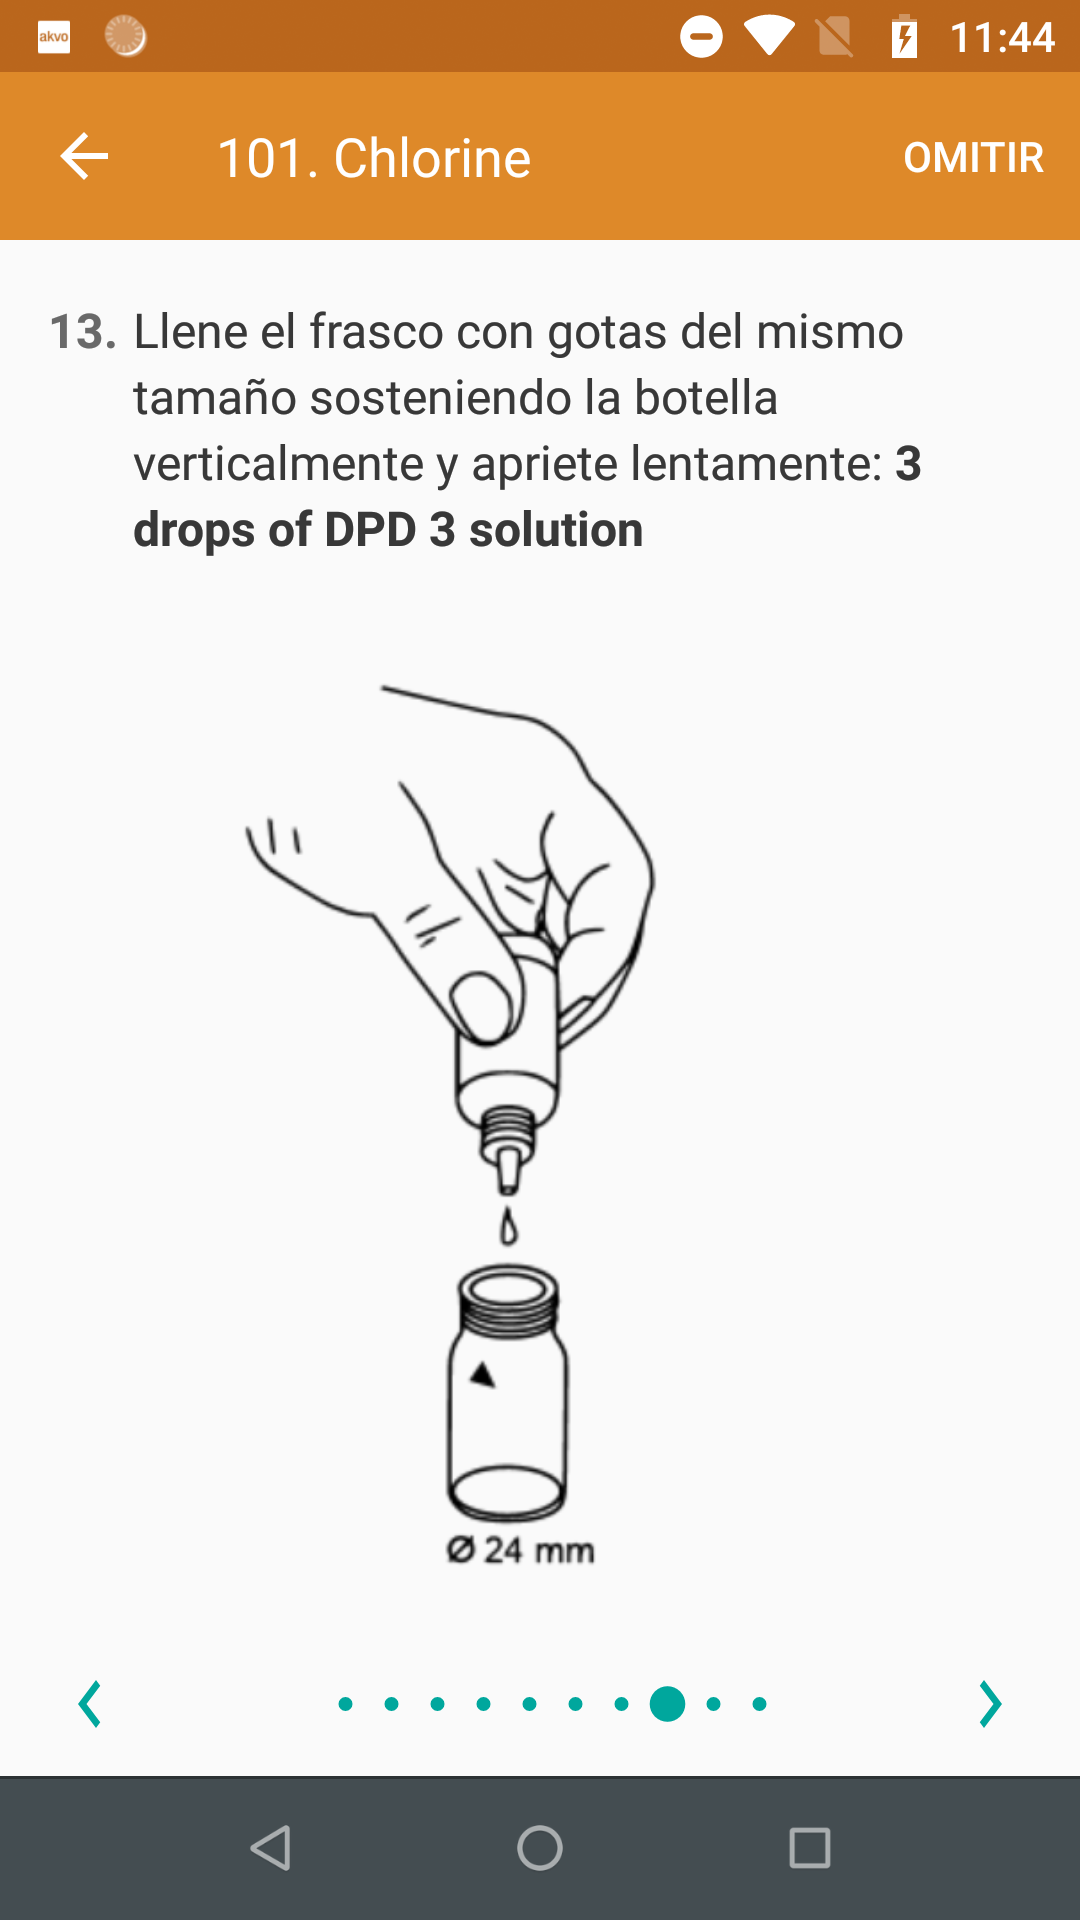 akvo
11:44
101. Chlorine
OMITIR
13. Llene el frasco con gotas del mismo
tamaño sosteniendo la botella
verticalmente y apriete lentamente: 3
drops of DPD 3 solution
Ø 24 mm